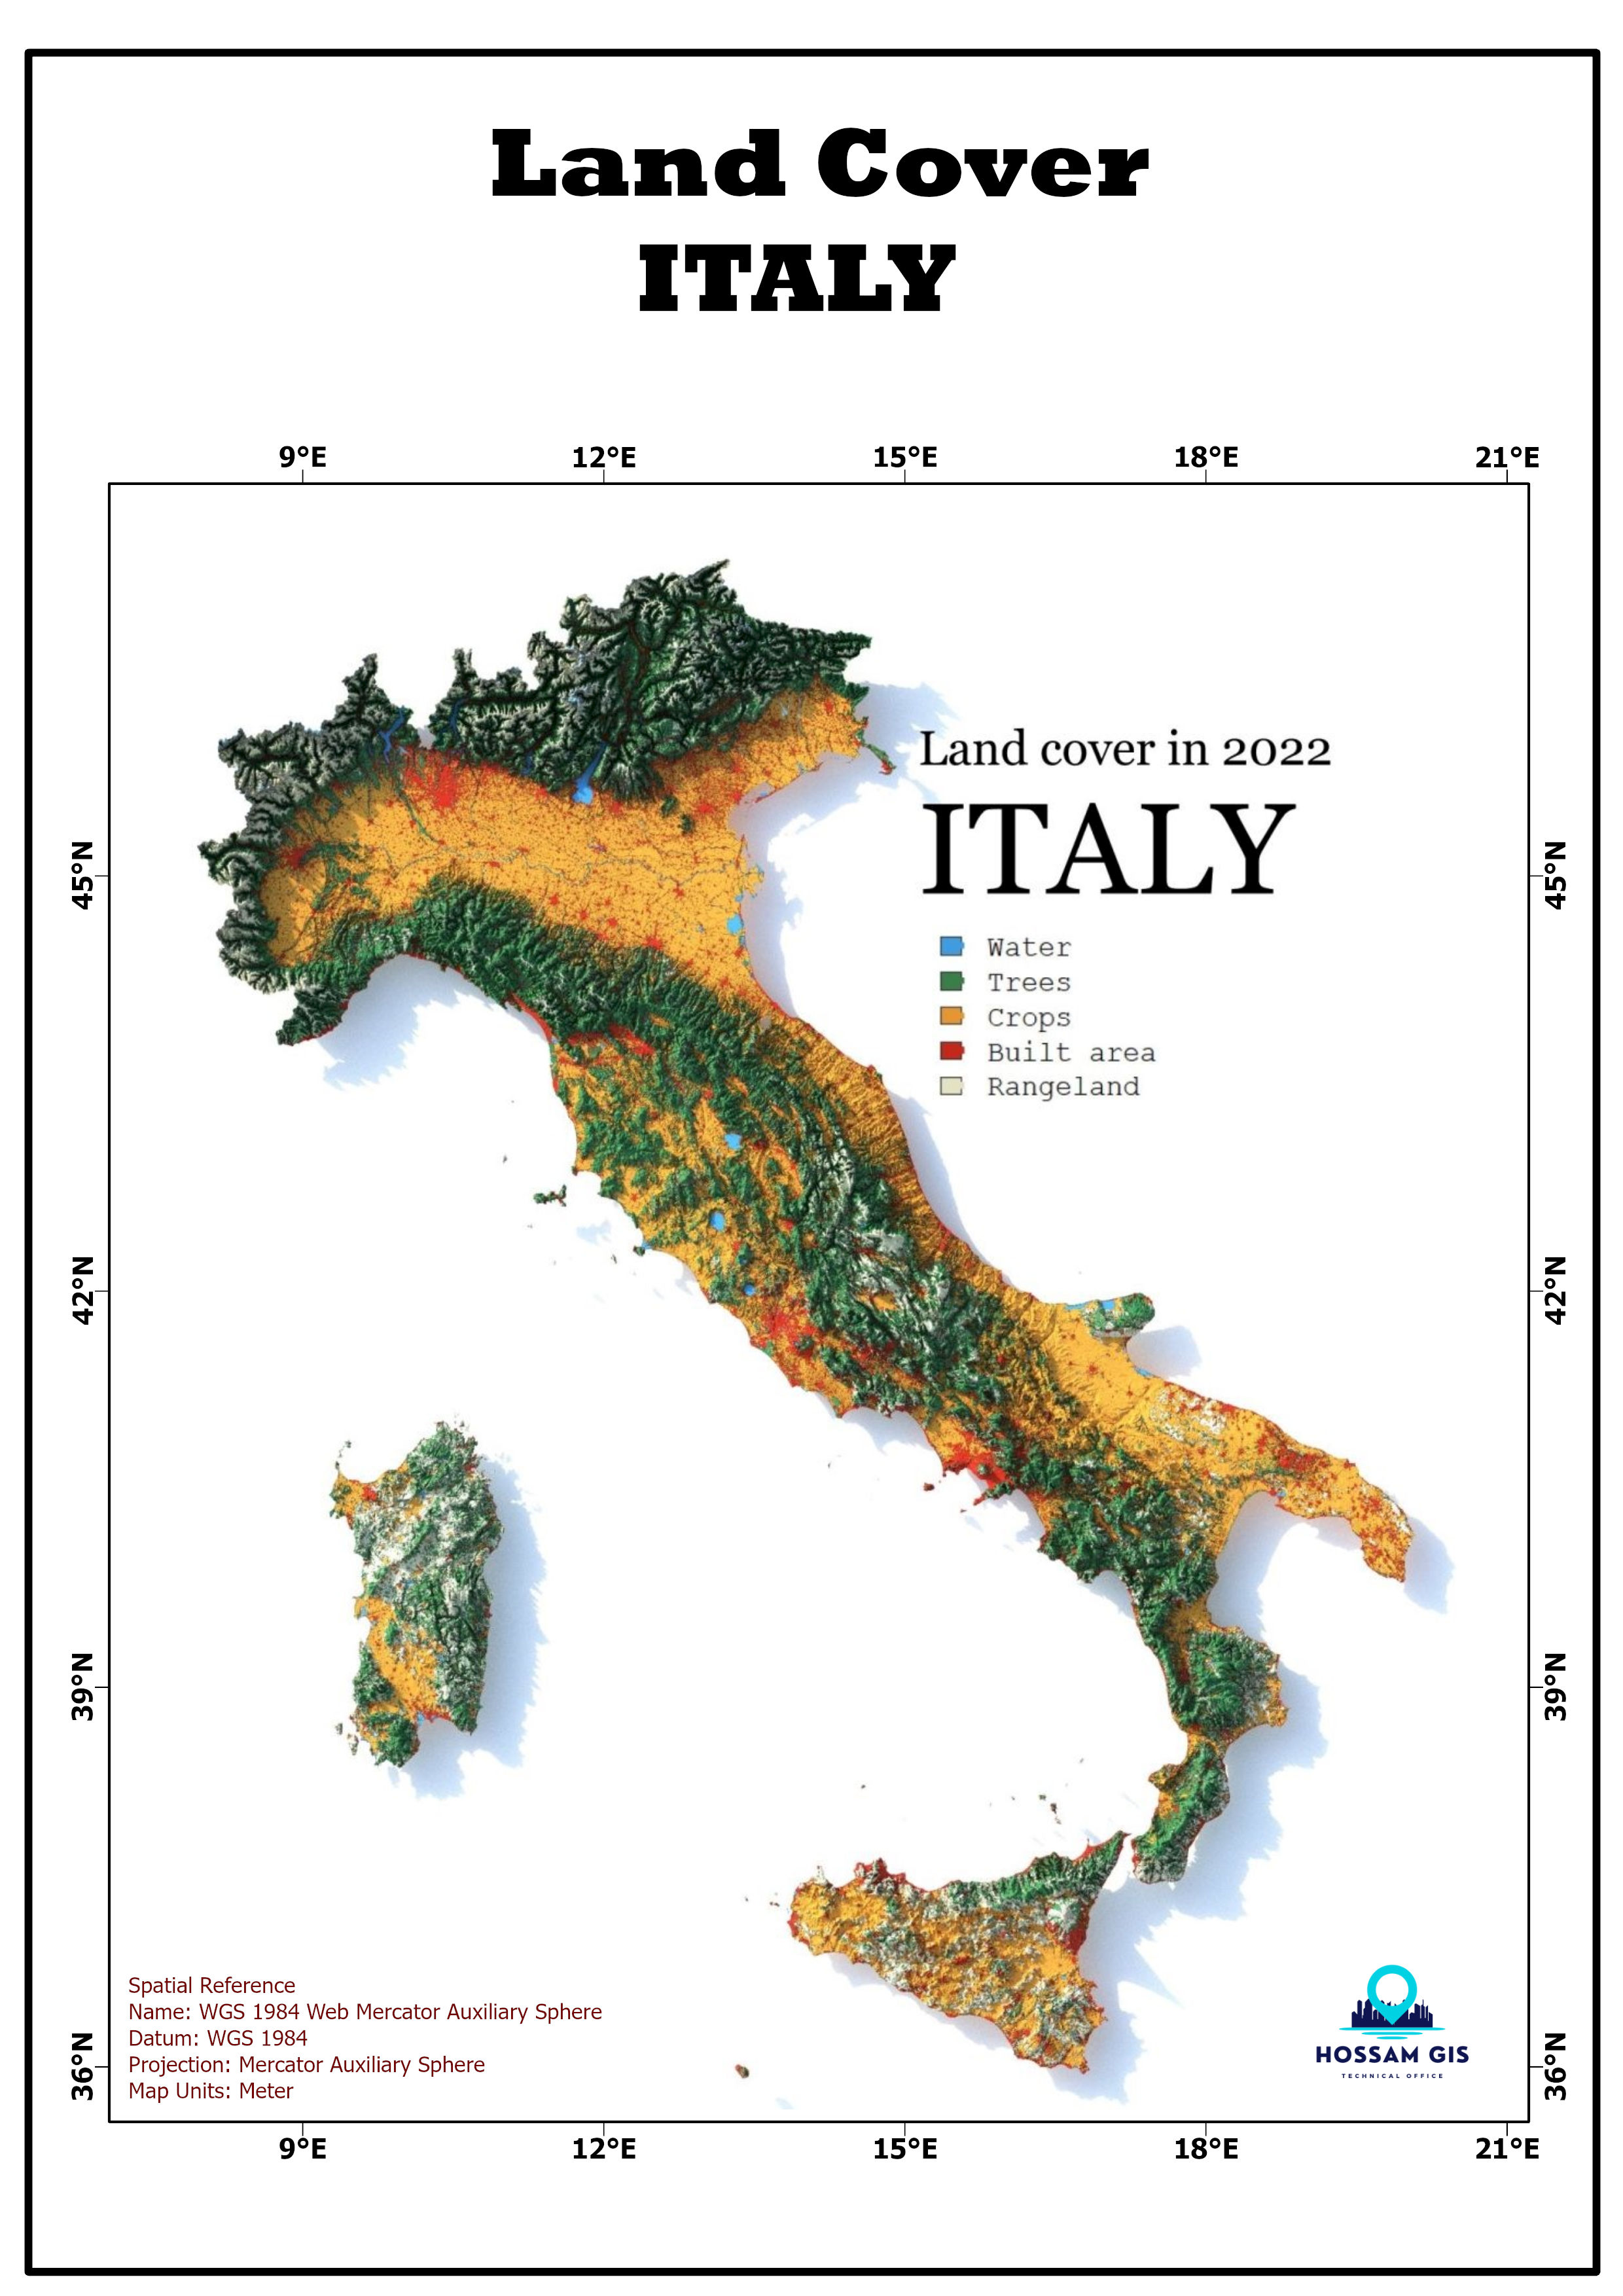 Land Cover
ITALY
9°E 12°E 15°E 18°E 21°E
Land cover in 2022
ITALY
45°N 45°N
Water
Trees
Crops
Built area
Rangeland
42°N 42°N
39°N 39°N
Spatial Reference
Name: WGS 1984 Web Mercator Auxiliary Sphere
Datum: WGS 1984
Projection: Mercator Auxiliary Sphere
Map Units: Meter
HOSSAM GIS
TECHNICAL OFFICE
36°N 36°N
9°E 12°E 15°E 18°E 21°E